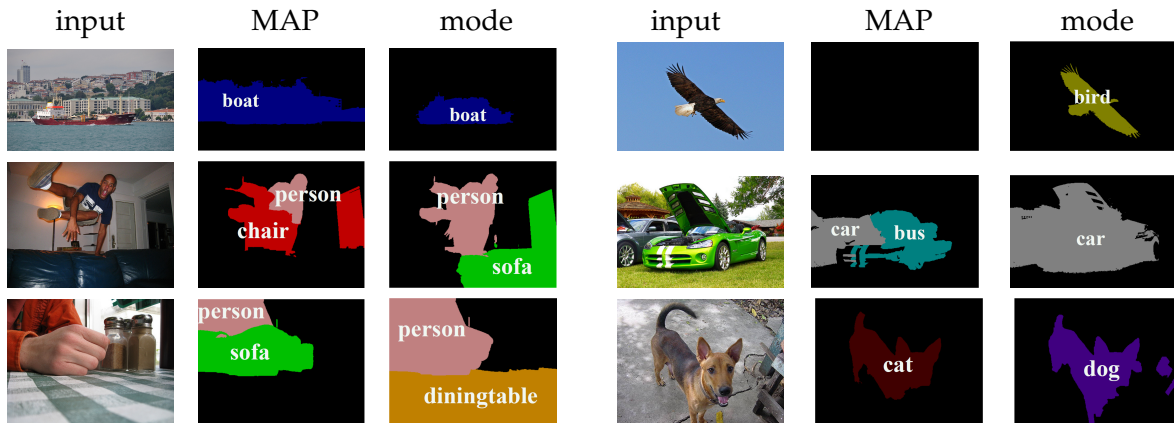 input MAP mode input MAP mode
boat boat bird
person person
chair sofa car bus car
person person
sofa diningtable cat dog